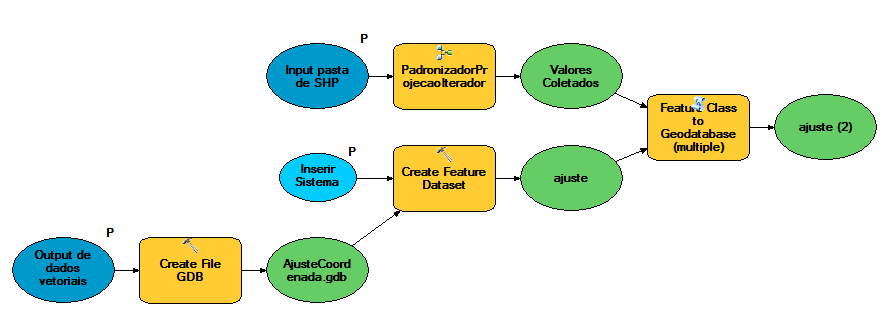 P
Input pasta
de SHP
PadronizadorPr
ojecaoIterador
Valores
Coletados
Feature Class
to
Geodatabase
(multiple)
ajuste (2)
P
Inserir
Sistema
Create Feature
Dataset
ajuste
P
Output de
dados
vetoriais
Create File
GDB
AjusteCoord
enada.gdb